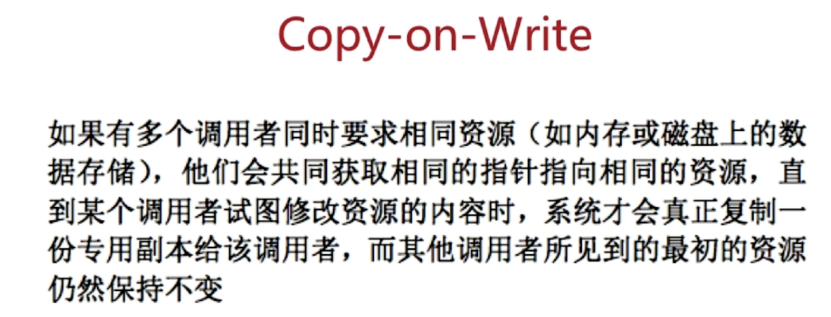 Copy-on-Write
如果有多个调用者同时要求相同资源（如内存或磁盘上的数
据存储），他们会共同获取相同的指针指向相同的资源，直
到某个调用者试图修改资源的内容时，系统才会真正复制一
份专用副本给该调用者，而其他调用者所见到的最初的资源
仍然保持不变